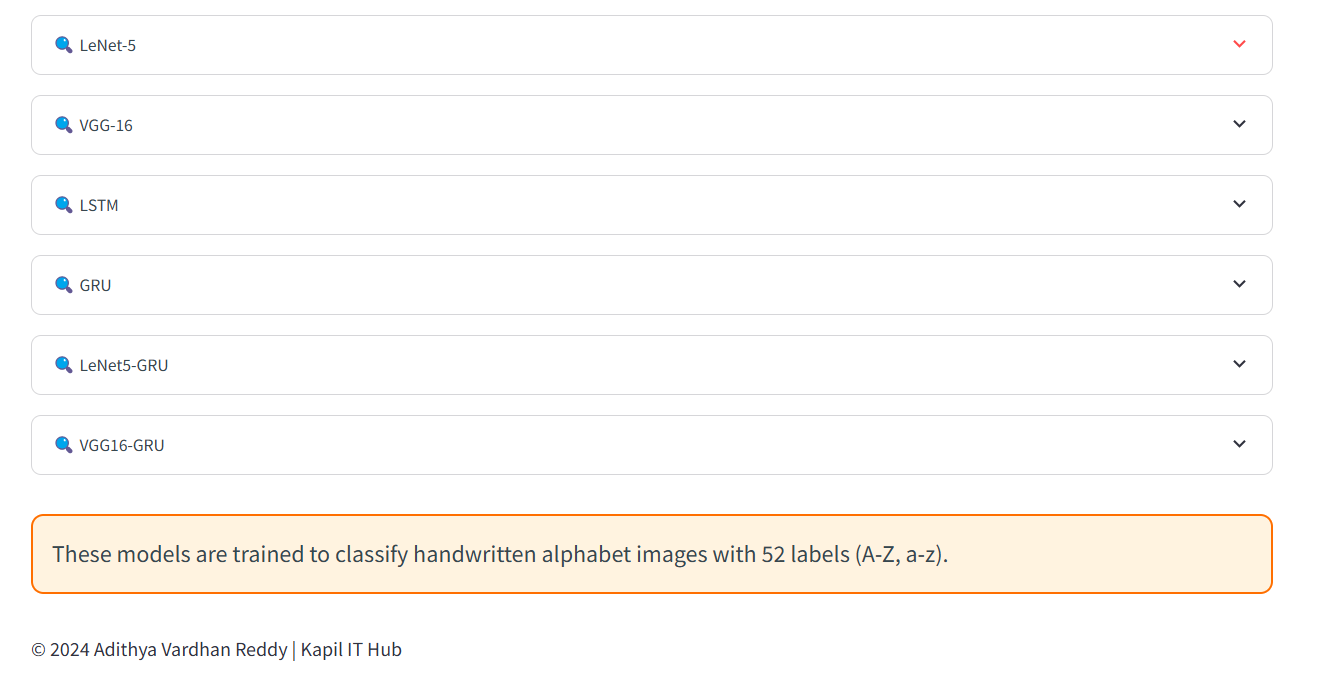 LeNet-5
VGG-16
LSTM
GRU
LeNet5-GRU
VGG16-GRU
These models are trained to classify handwritten alphabet images with 52 labels (A-Z, a-z).
© 2024 Adithya Vardhan Reddy | Kapil IT Hub